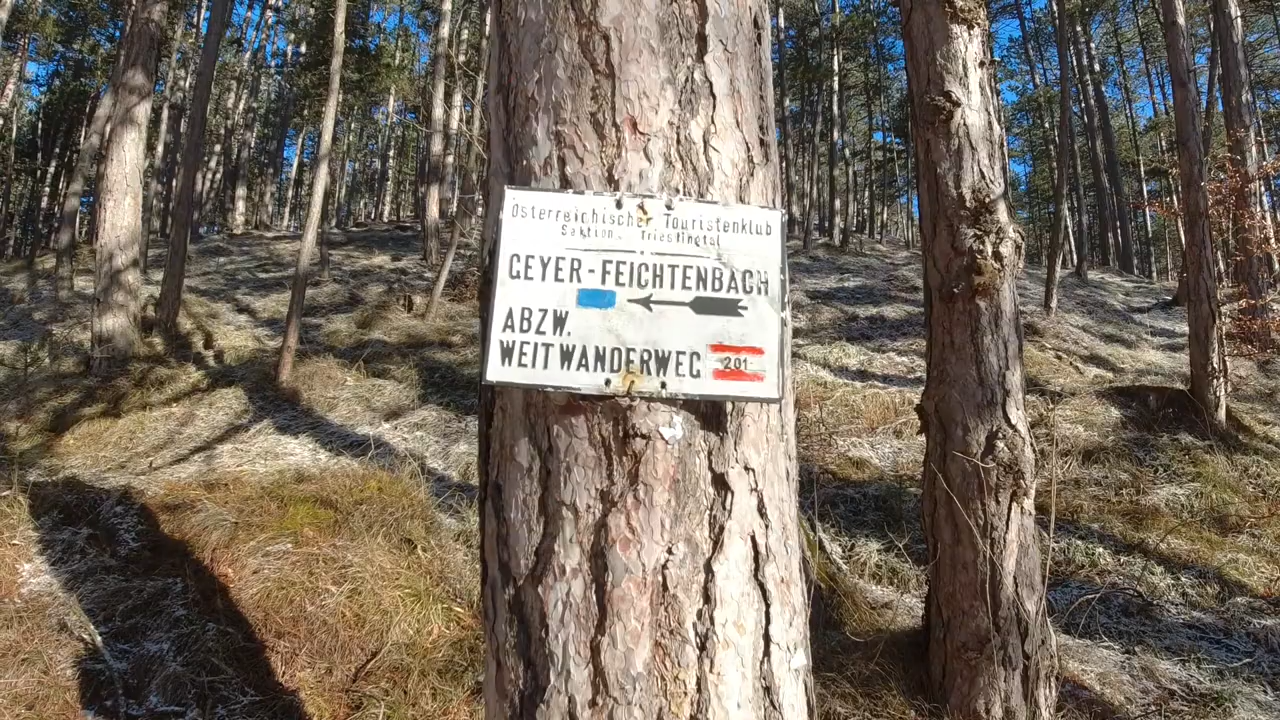 Österreichischer Touristenklub
Sektion Triestingtal
GEYER-FEICHTENBACH
ABZW.
WEITWANDERWEG 201